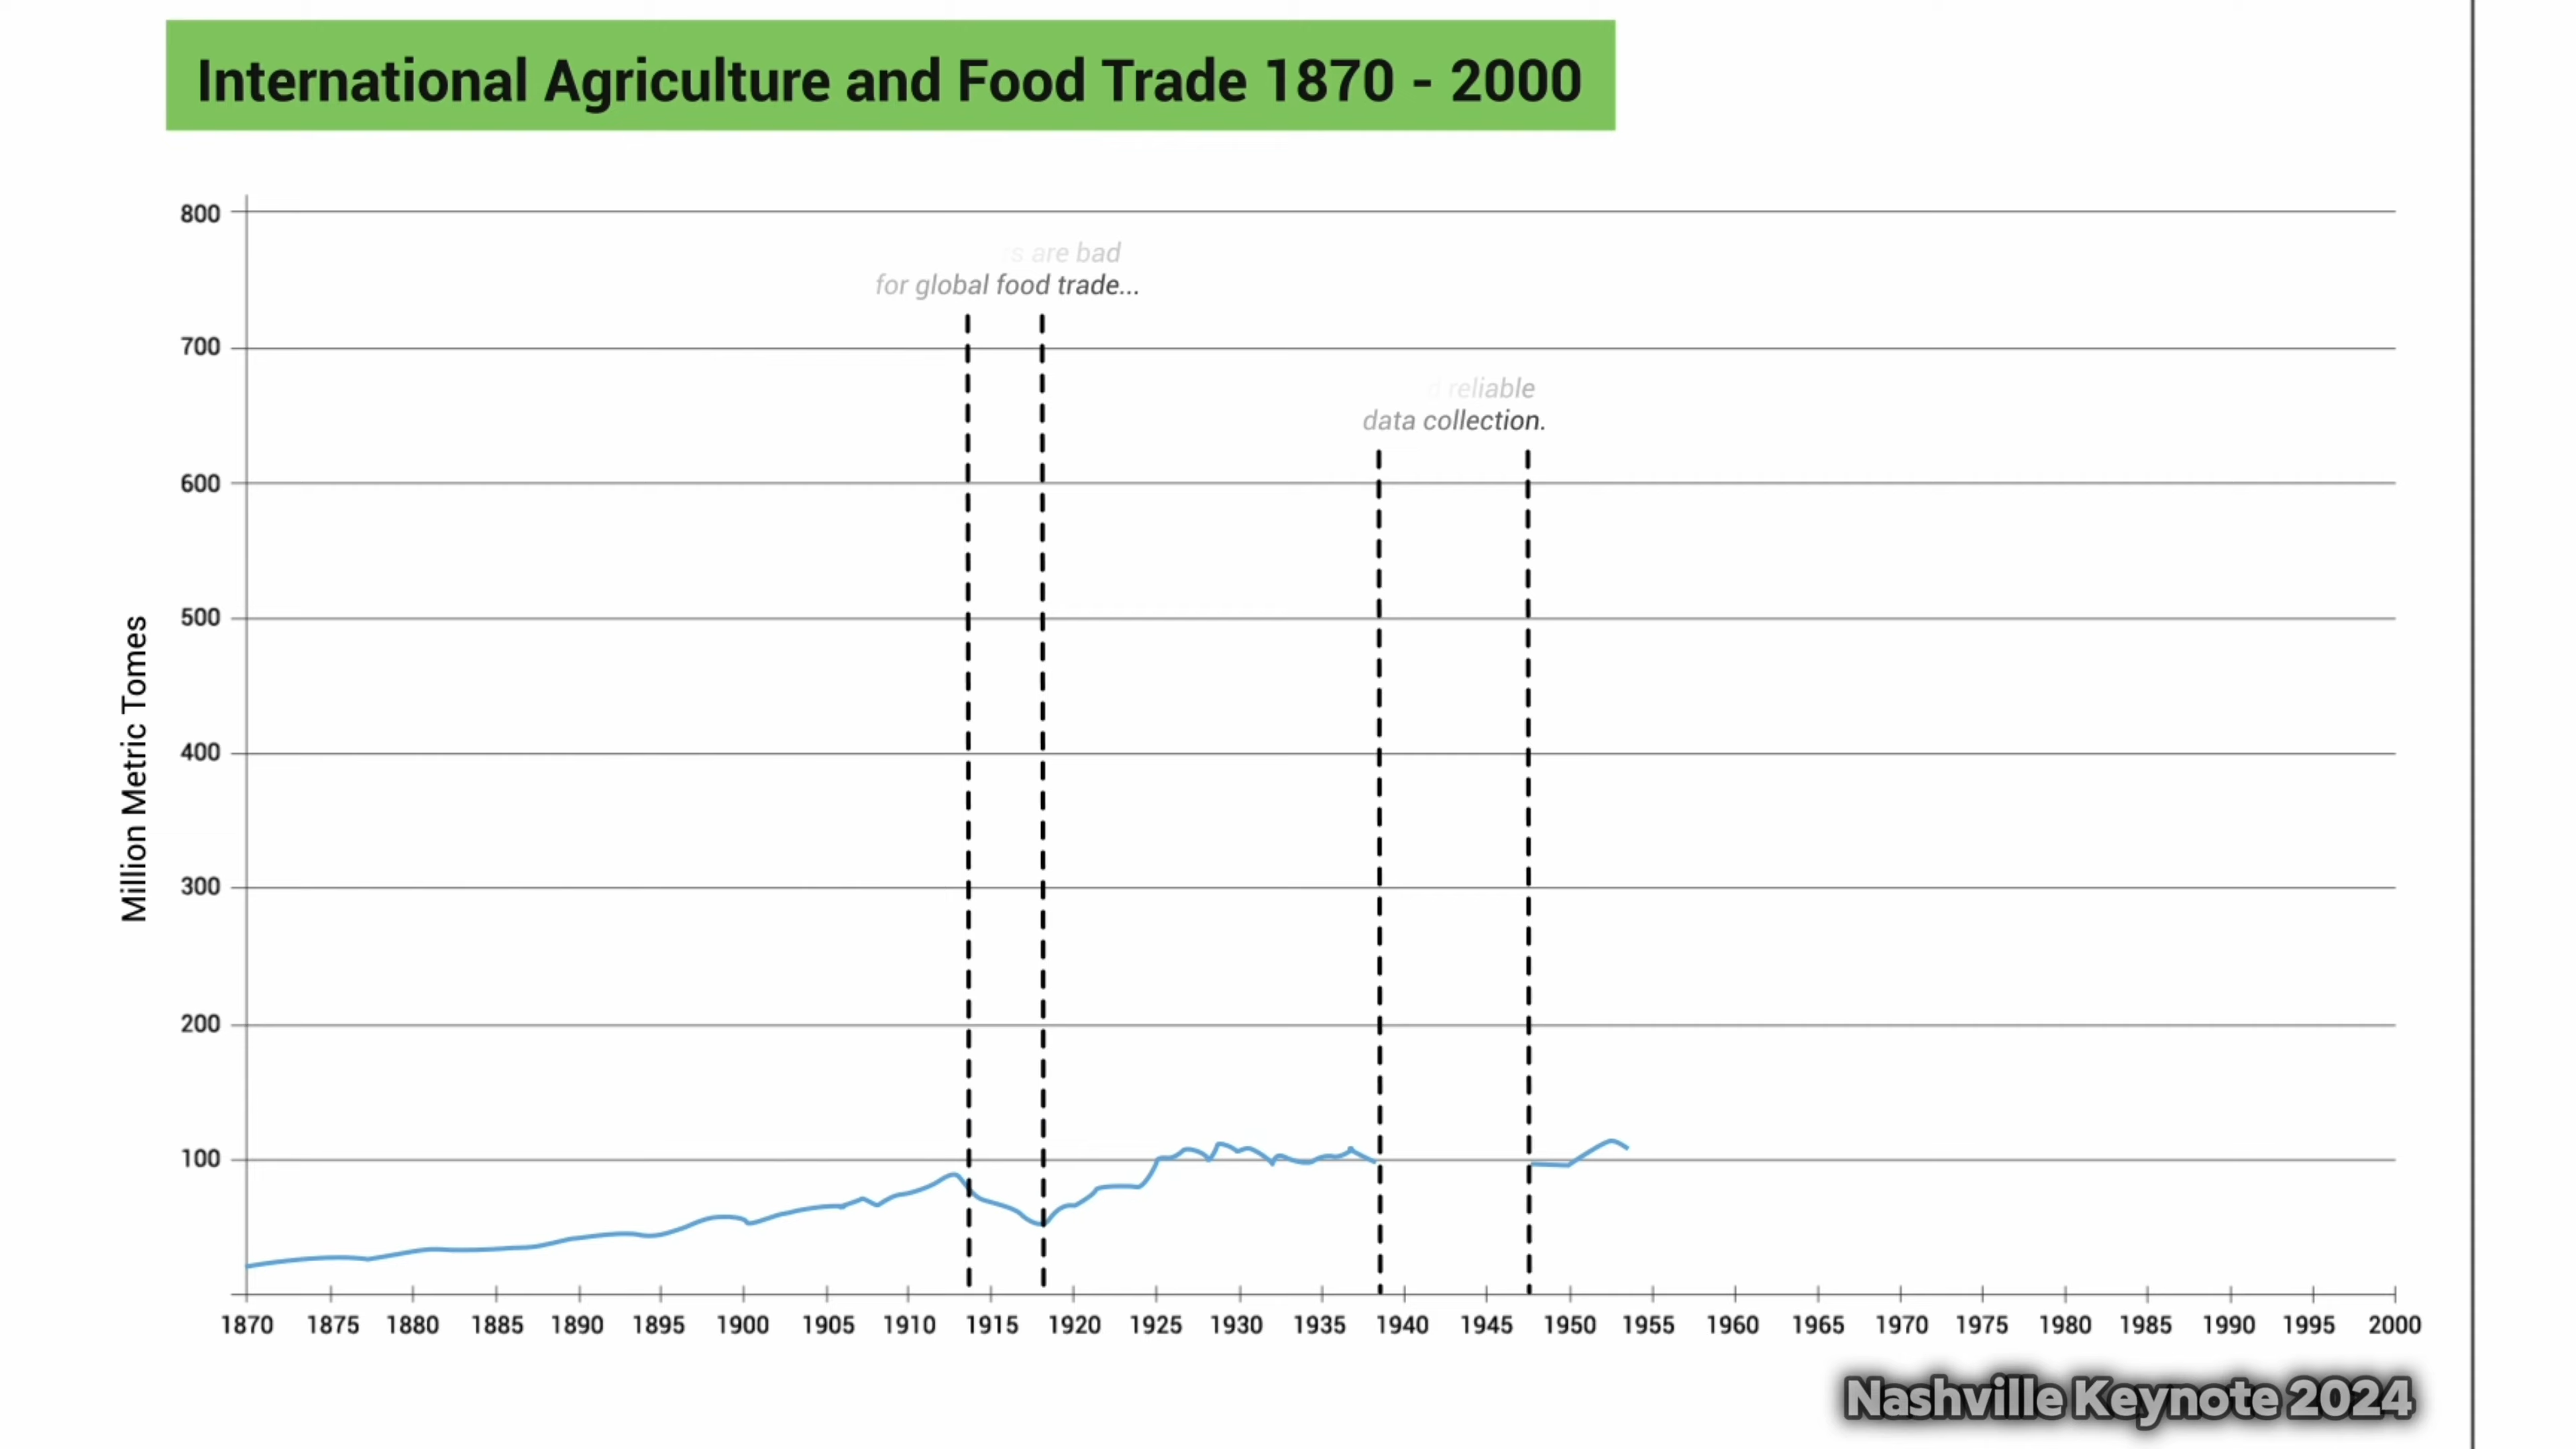 International Agriculture and Food Trade 1870 - 2000
800
are bad
for global food trade...
700
reliable
data collection.
600
500
400
300
200
100
Million Metric Tomes
1870 1875 1880 1885 1890 1895 1900 1905 1910 1915 1920 1925 1930 1935 1940 1945 1950 1955 1960 1965 1970 1975 1980 1985 1990 1995 2000
Nashville Keynote 2024